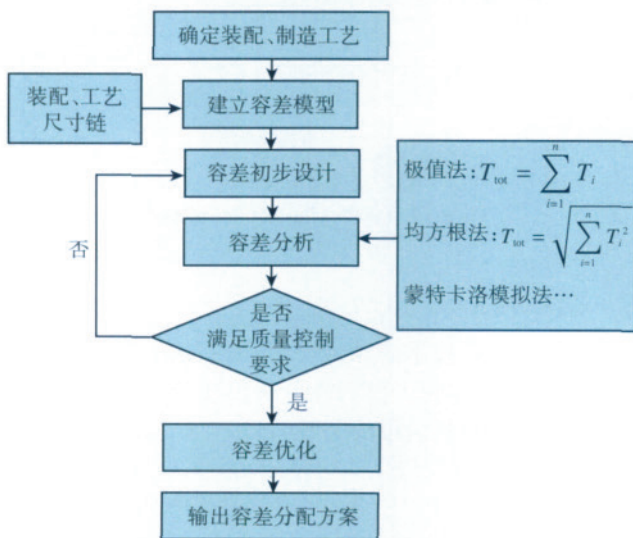 确定装配、制造工艺
装配、工艺
尺寸链
建立容差模型
容差初步设计
极值法：T_tot = \sum_{i=1}^{n} T_i
否
容差分析
均方根法：T_tot = \sqrt{\sum_{i=1}^{n} T_i^2}
蒙特卡洛模拟法…
是否
满足质量控制
要求
是
容差优化
输出容差分配方案